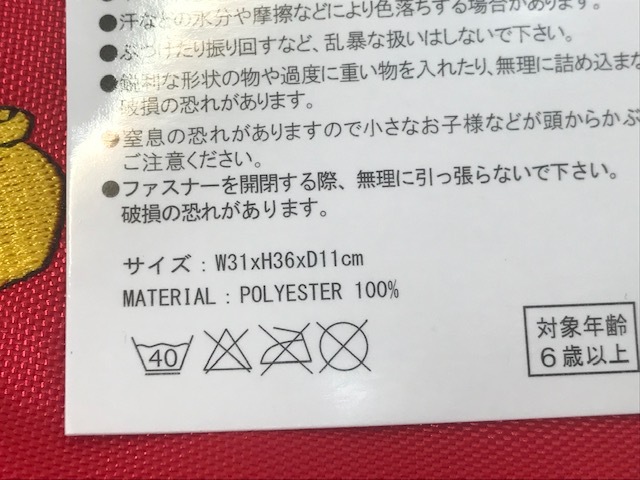 ●汗などの水分や摩擦などにより色落ちする場合があります。
●ぶつけたり振り回すなど、乱暴な扱いはしないで下さい。
●鋭利な形状の物や過度に重い物を入れたり、無理に詰め込まな
破損の恐れがあります。
●窒息の恐れがありますので小さなお子様などが頭からかぶ
ご注意ください。
●ファスナーを開閉する際、無理に引っ張らないで下さい。
破損の恐れがあります。
サイズ：W31xH36xD11cm
MATERIAL：POLYESTER 100%
40
対象年齢
6歳以上